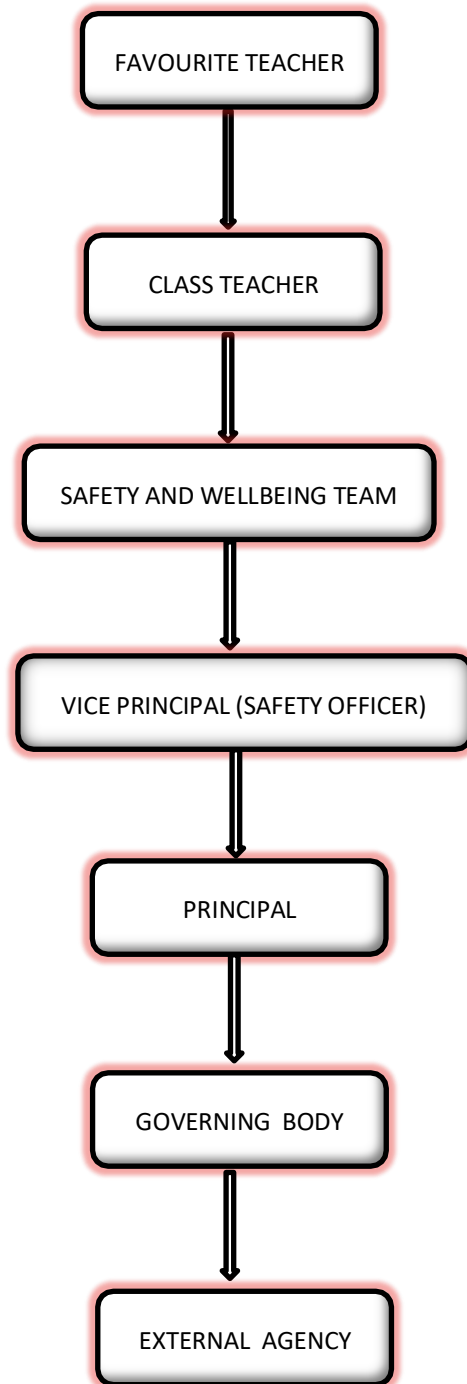 FAVOURITE TEACHER
CLASS TEACHER
SAFETY AND WELLBEING TEAM
VICE PRINCIPAL (SAFETY OFFICER)
PRINCIPAL
GOVERNING BODY
EXTERNAL AGENCY